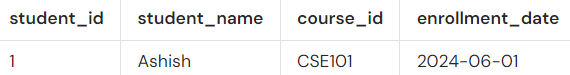 student_id student_name course_id enrollment_date
1 Ashish CSE101 2024-06-01